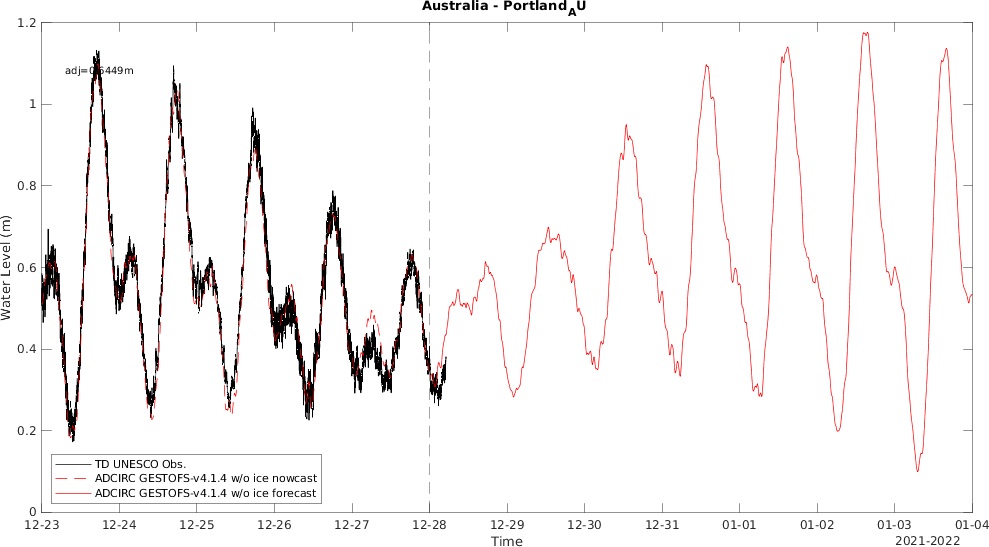 Australia - Portland_AU
adj=0.6449m
Water Level (m)
1.2
1
0.8
0.6
0.4
0.2
0
TD UNESCO Obs.
ADCIRC GESTOFS-v4.1.4 w/o ice nowcast
ADCIRC GESTOFS-v4.1.4 w/o ice forecast
12-23 12-24 12-25 12-26 12-27 12-28 12-29 12-30 12-31 01-01 01-02 01-03 01-04
Time
2021-2022